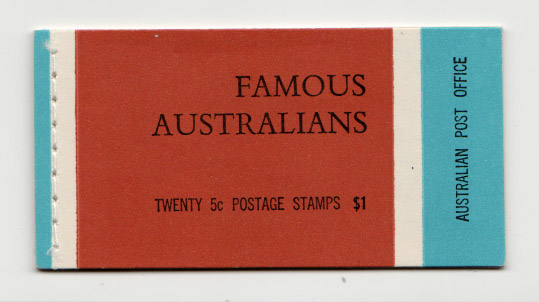 FAMOUS
AUSTRALIANS
TWENTY 5c POSTAGE STAMPS $1
AUSTRALIAN POST OFFICE